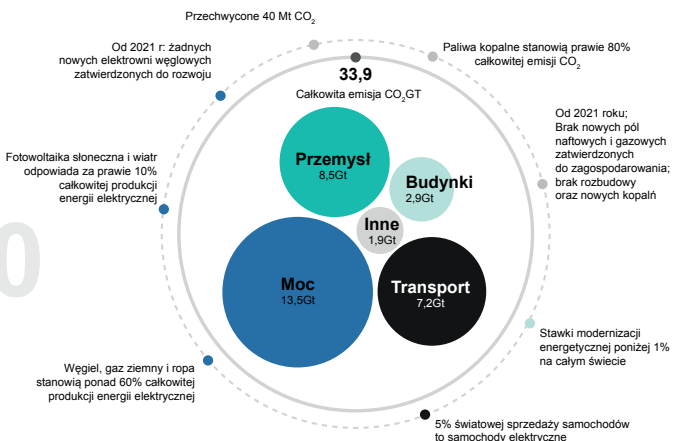 Przechwycone 40 Mt CO₂
Od 2021 r: żadnych
nowych elektrowni węglowych
zatwierdzonych do rozwoju
Paliwa kopalne stanowią prawie 80%
całkowitej emisji CO₂
33,9
Całkowita emisja CO₂GT
Od 2021 roku;
Brak nowych pól
naftowych i gazowych
zatwierdzonych
do zagospodarowania;
brak rozbudowy
oraz nowych kopalń
Fotowoltaika słoneczna i wiatr
odpowiada za prawie 10%
całkowitej produkcji
energii elektrycznej
Przemysł
8,5Gt
Budynki
2,9Gt
Inne
1,9Gt
0
Moc
13,5Gt
Transport
7,2Gt
Stawki modernizacji
energetycznej poniżej 1%
na całym świecie
Węgiel, gaz ziemny i ropa
stanowią ponad 60% całkowitej
produkcji energii elektrycznej
5% światowej sprzedaży samochodów
to samochody elektryczne